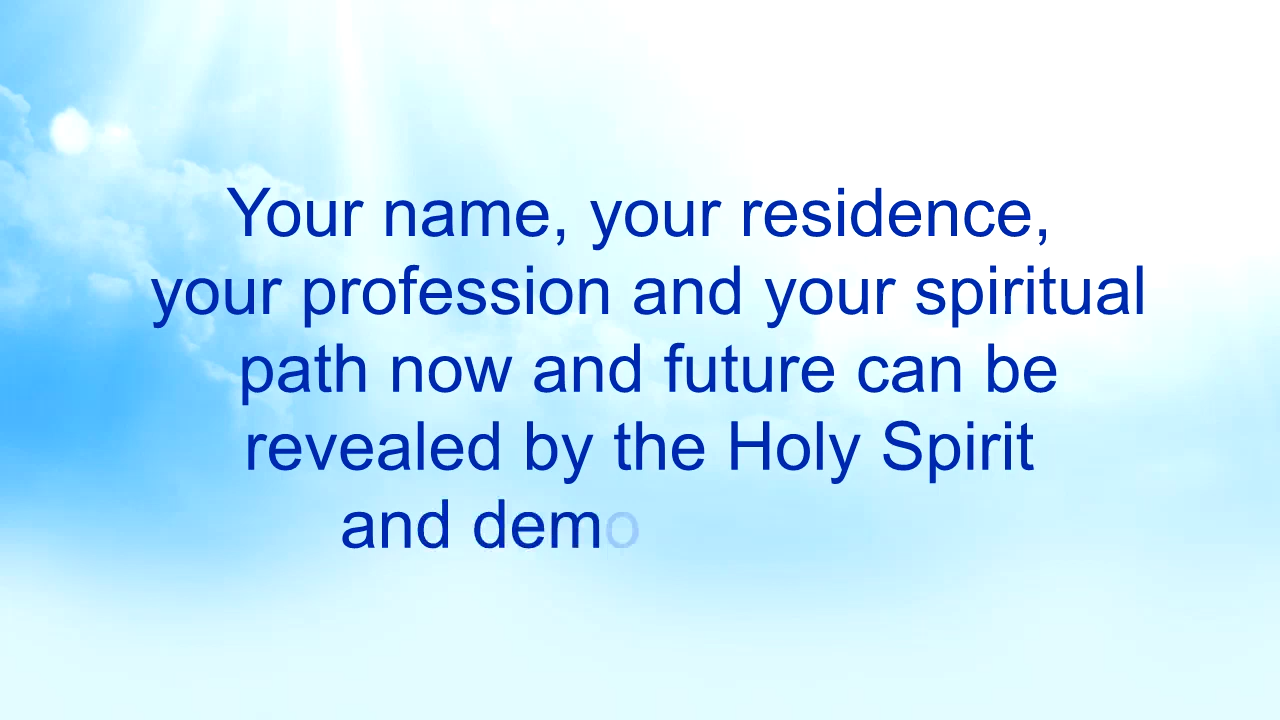 Your name, your residence,
your profession and your spiritual
path now and future can be
revealed by the Holy Spirit
and demo